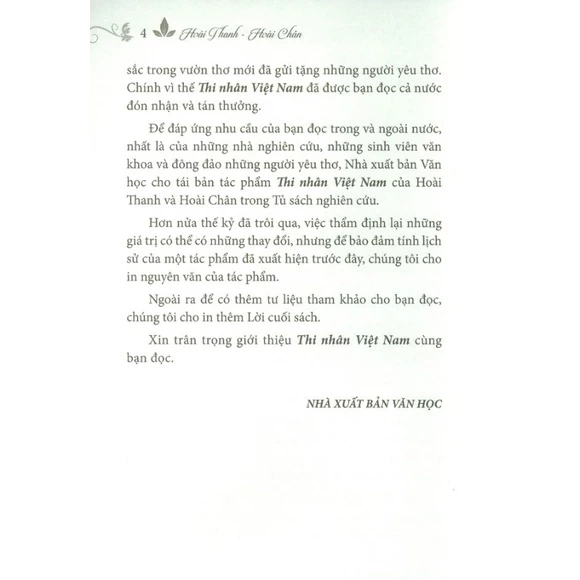 4 Hoài Thanh - Hoài Chân
sắc trong vườn thơ mới đã gửi tặng những người yêu thơ.
Chính vì thế Thi nhân Việt Nam đã được bạn đọc cả nước
đón nhận và tán thưởng.
Để đáp ứng nhu cầu của bạn đọc trong và ngoài nước,
nhất là của những nhà nghiên cứu, những sinh viên văn
khoa và đông đảo những người yêu thơ, Nhà xuất bản Văn
học cho tái bản tác phẩm Thi nhân Việt Nam của Hoài
Thanh và Hoài Chân trong Tủ sách nghiên cứu.
Hơn nửa thế kỷ đã trôi qua, việc thẩm định lại những
giá trị có thể có những thay đổi, nhưng để bảo đảm tính lịch
sử của một tác phẩm đã xuất hiện trước đây, chúng tôi cho
in nguyên văn của tác phẩm.
Ngoài ra để có thêm tư liệu tham khảo cho bạn đọc,
chúng tôi cho in thêm Lời cuối sách.
Xin trân trọng giới thiệu Thi nhân Việt Nam cùng
bạn đọc.
NHÀ XUẤT BẢN VĂN HỌC